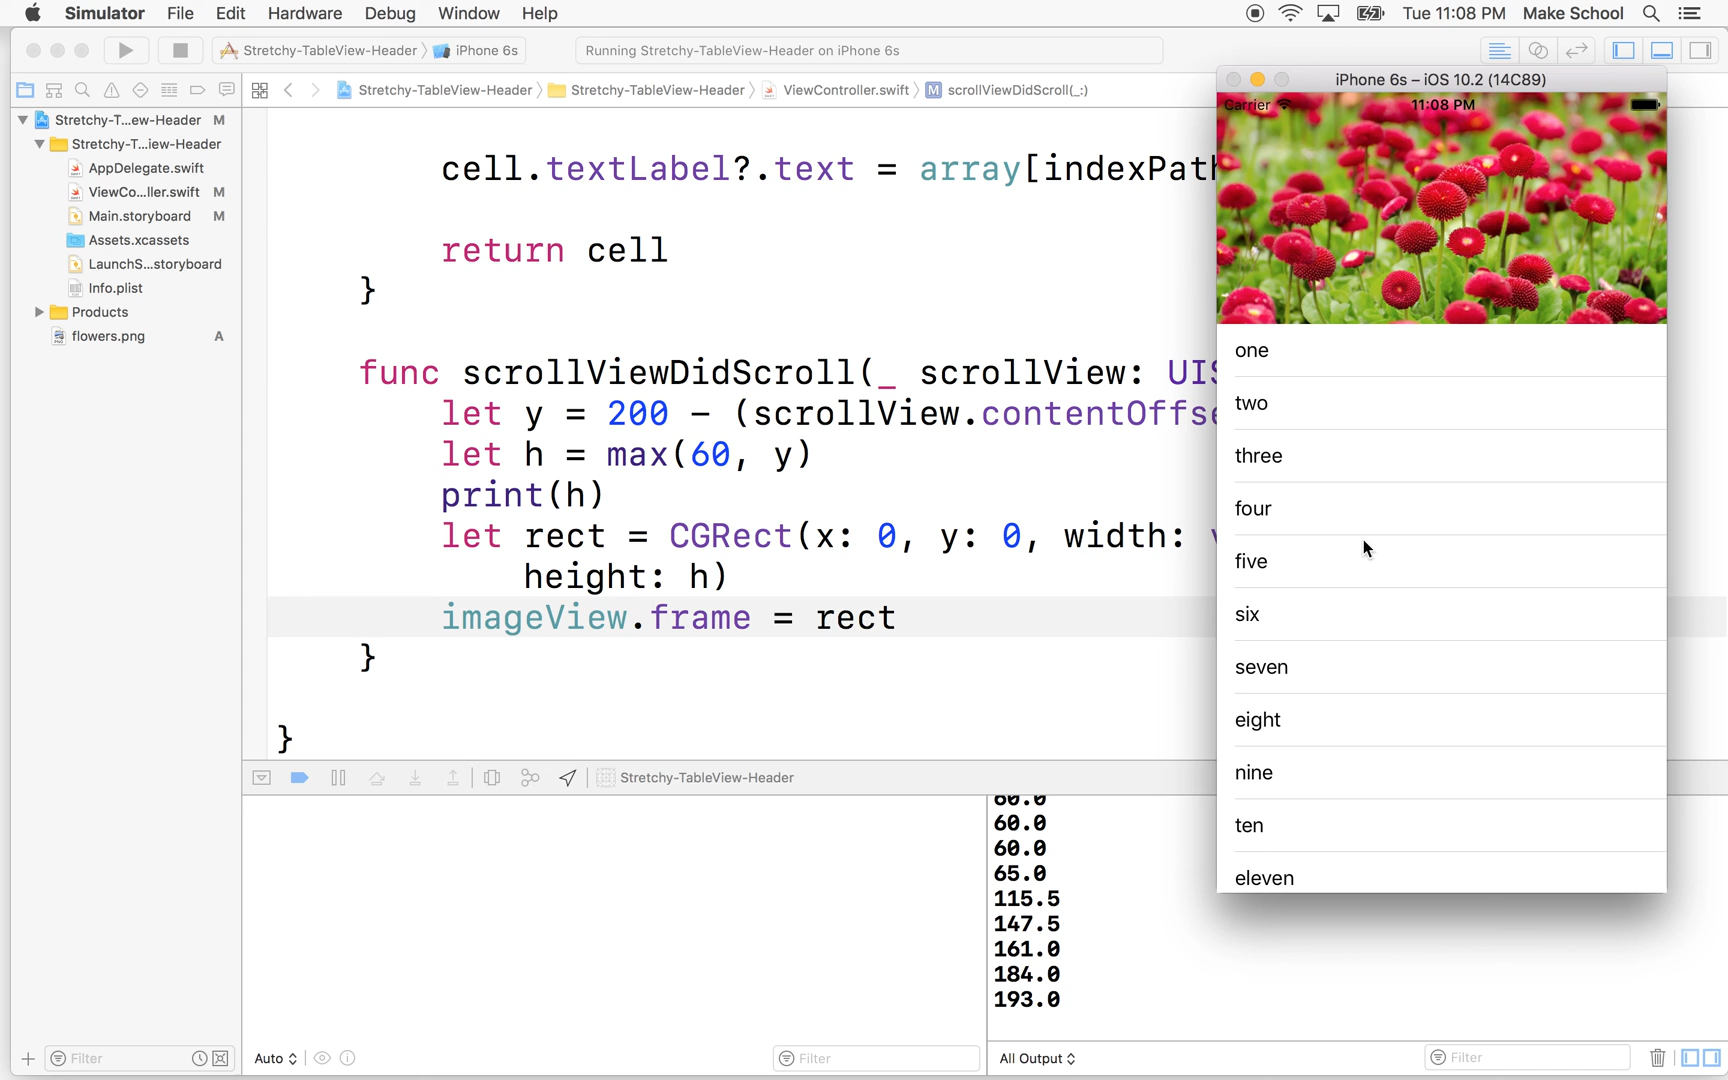 Simulator File Edit Hardware Debug Window Help Tue 11:08 PM Make School
Stretchy-TableView-Header iPhone 6s Running Stretchy-TableView-Header on iPhone 6s
Stretchy-TableView-Header Stretchy-TableView-Header ViewController.swift M scrollViewDidScroll(_:)
Stretchy-T...ew-Header M
Stretchy-T...iew-Header
AppDelegate.swift
ViewCo...ller.swift M
Main.storyboard M
Assets.xcassets
LaunchS...storyboard
Info.plist
Products
flowers.png A
cell.textLabel?.text = array[indexPath
return cell
}
func scrollViewDidScroll(_ scrollView: UIS
let y = 200 - (scrollView.contentOffse
let h = max(60, y)
print(h)
let rect = CGRect(x: 0, y: 0, width:
height: h)
imageView.frame = rect
}
}
Stretchy-TableView-Header
60.0
60.0
60.0
65.0
115.5
147.5
161.0
184.0
193.0
Filter
Auto
Filter
All Output
Filter
iPhone 6s – iOS 10.2 (14C89)
Carrier 11:08 PM
one
two
three
four
five
six
seven
eight
nine
ten
eleven